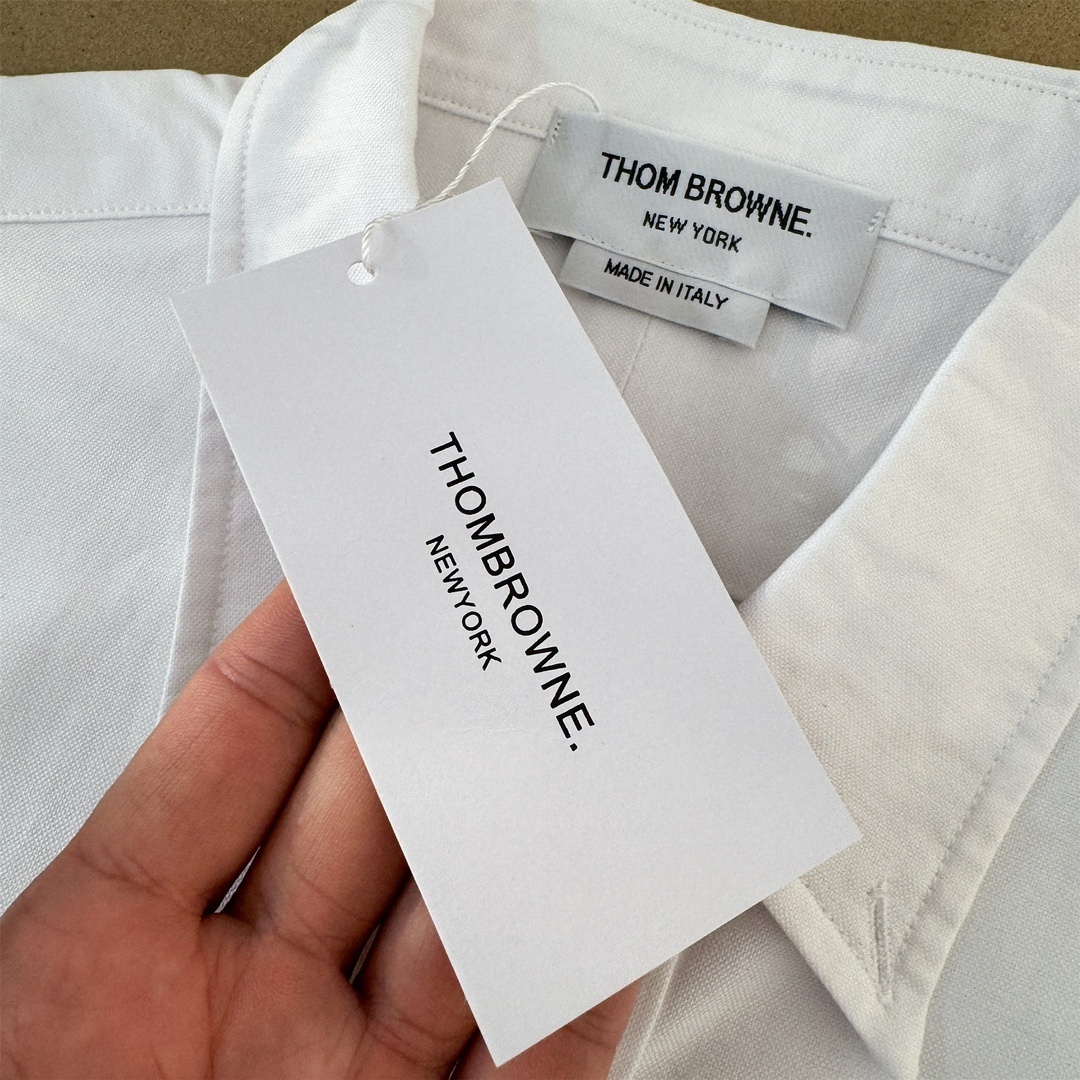 THOM BROWNE.
NEW YORK
MADE IN ITALY
THOMBROWNE.
NEWYORK